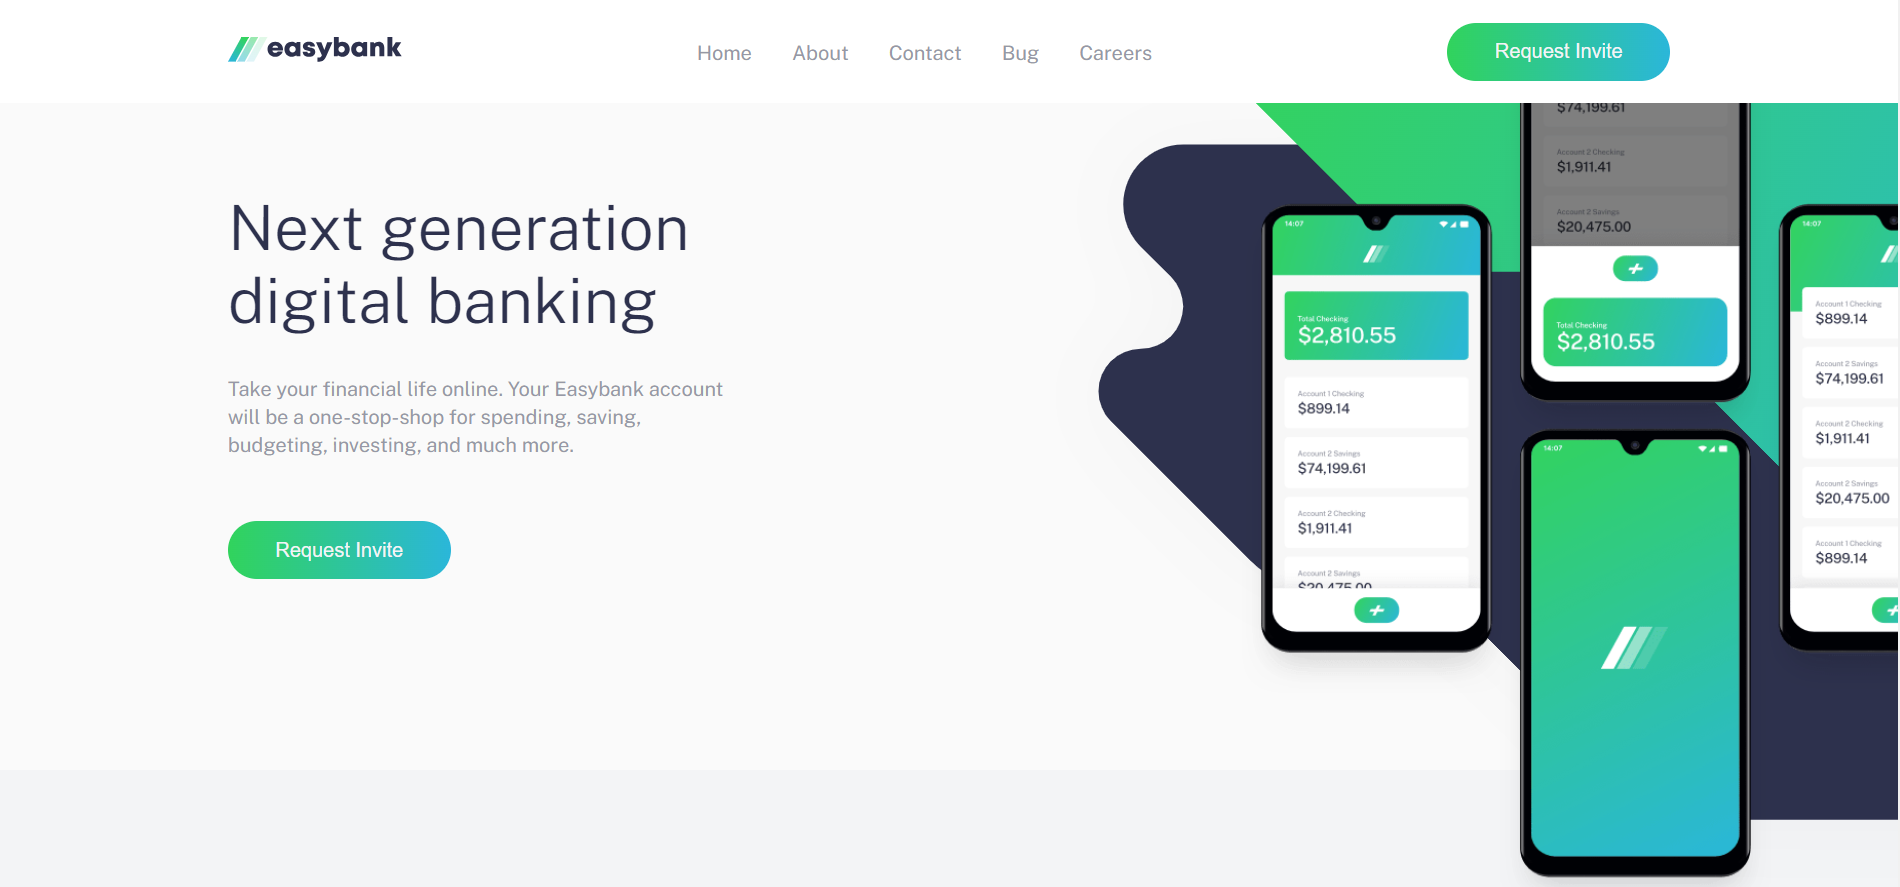 easybank
Home About Contact Bug Careers
Request Invite
Next generation
digital banking
Take your financial life online. Your Easybank account
will be a one-stop-shop for spending, saving,
budgeting, investing, and much more.
Request Invite
14:07
Total Checking
$2,810.55
Account 1 Checking
$899.14
Account 2 Savings
$74,199.61
Account 2 Checking
$1,911.41
Account 2 Savings
$20,475.00
$74,199.61
Account 2 Checking
$1,911.41
Account 2 Savings
$20,475.00
Total Checking
$2,810.55
14:07
14:07
Account 1 Checking
$899.14
Account 2 Savings
$74,199.61
Account 2 Checking
$1,911.41
Account 2 Savings
$20,475.00
Account 1 Checking
$899.14